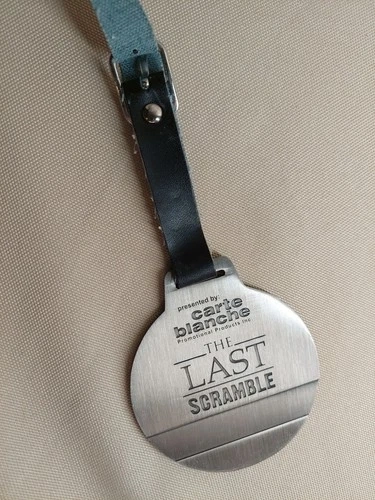 presented by:
carte
blanche
Promotional Products Inc
THE
LAST
SCRAMBLE